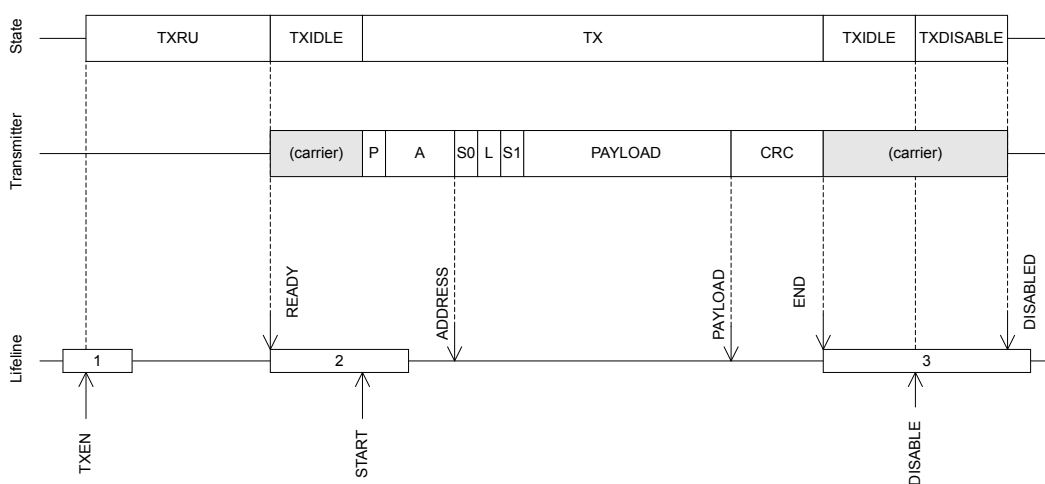 State
TXRU
TXIDLE
TX
TXIDLE
TXDISABLE
Transmitter
(carrier)
P
A
S0
L
S1
PAYLOAD
CRC
(carrier)
READY
ADDRESS
PAYLOAD
END
DISABLED
Lifeline
1
2
3
TXEN
START
DISABLE